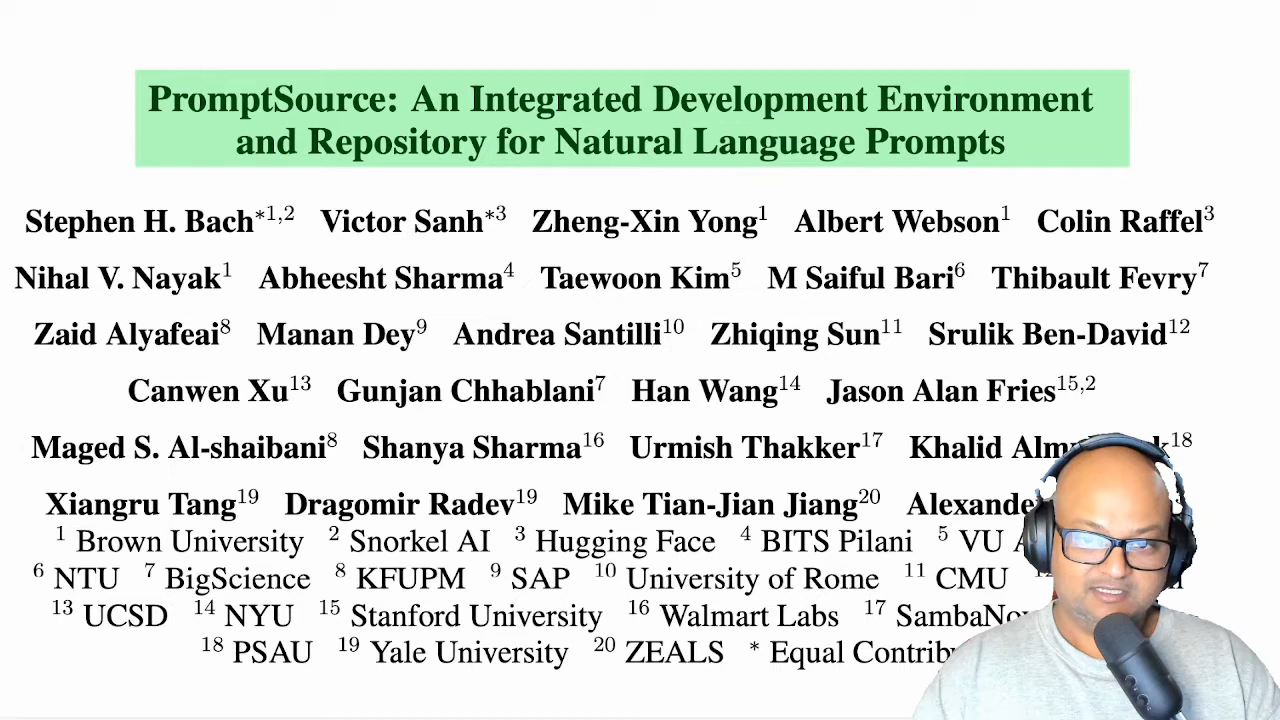 PromptSource: An Integrated Development Environment
and Repository for Natural Language Prompts
Stephen H. Bach*1,2 Victor Sanh*3 Zheng-Xin Yong1 Albert Webson1 Colin Raffel3
Nihal V. Nayak1 Abheesht Sharma4 Taewoon Kim5 M Saiful Bari6 Thibault Fevry7
Zaid Alyafeai8 Manan Dey9 Andrea Santilli10 Zhiqing Sun11 Srulik Ben-David12
Canwen Xu13 Gunjan Chhablani7 Han Wang14 Jason Alan Fries15,2
Maged S. Al-shaibani8 Shanya Sharma16 Urmish Thakker17 Khalid 18
Xiangru Tang19 Dragomir Radev19 Mike Tian-Jian Jiang20
1 Brown University 2 Snorkel AI 3 Hugging Face 4 BITS Pilani 5 VU
6 NTU 7 BigScience 8 KFUPM 9 SAP 10 University of Rome 11 CMU
13 UCSD 14 NYU 15 Stanford University 16 Walmart Labs 17
18 PSAU 19 Yale University 20 ZEALS * Equal